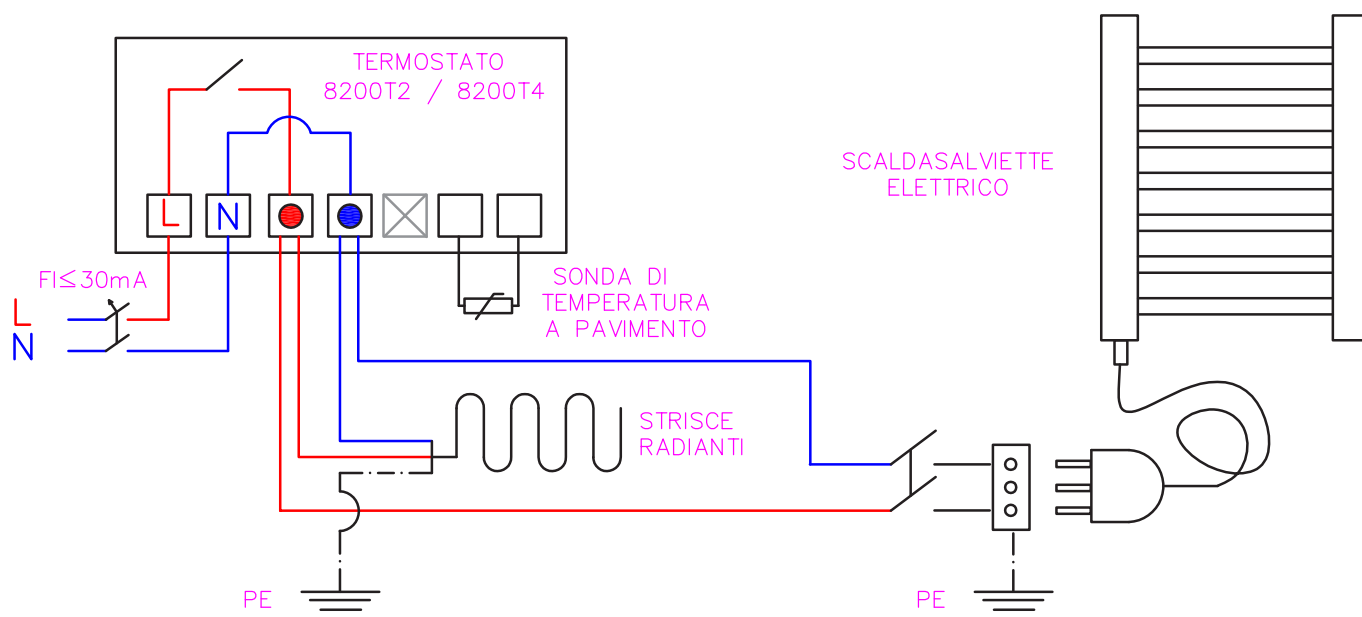 TERMOSTATO
8200T2 / 8200T4
SCALDASALVIETTE
ELETTRICO
L
N
FI≤30mA
L
N
SONDA DI
TEMPERATURA
A PAVIMENTO
STRISCE
RADIANTI
PE
PE